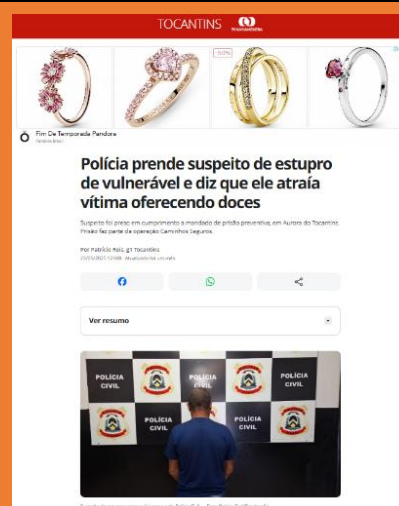 TOCANTINS
-50%
Fim De Temporada Pandora
Polícia prende suspeito de estupro
de vulnerável e diz que ele atraía
vítima oferecendo doces
Suspeito foi preso em cumprimento a mandado de prisão preventiva, em Aurora do Tocantins.
Prisão faz parte da operação Caminhos Seguros.
Por Patrício Reis, g1 Tocantins
Ver resumo
POLÍCIA CIVIL
POLÍCIA CIVIL
POLÍCIA CIVIL
POLÍCIA CIVIL
POLÍCIA CIVIL